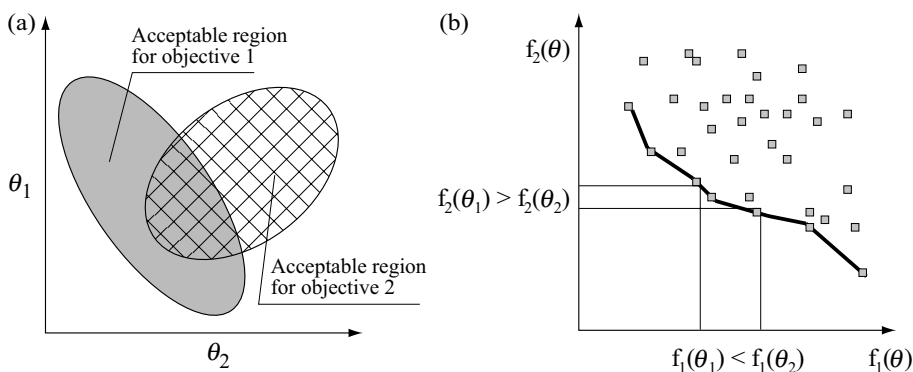 (a)
Acceptable region
for objective 1
θ1
Acceptable region
for objective 2
θ2
(b)
f2(θ)
f2(θ1) > f2(θ2)
f1(θ1) < f1(θ2)
f1(θ)